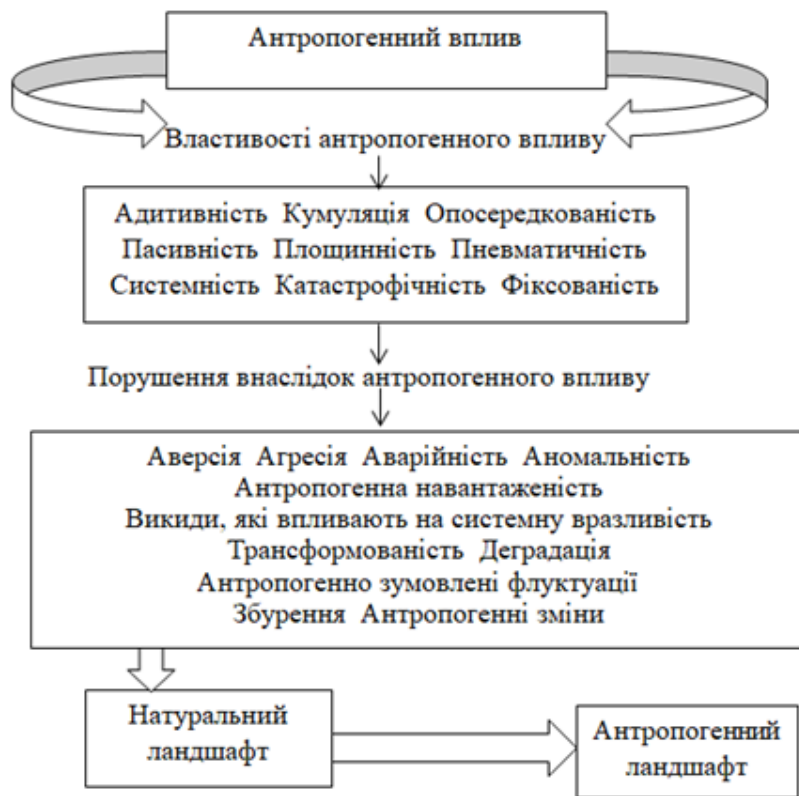 Антропогенний вплив
Властивості антропогенного впливу
Адитивність Кумуляція Опосередкованість
Пасивність Площинність Пневматичність
Системність Катастрофічність Фіксованість
Порушення внаслідок антропогенного впливу
Аверсія Агресія Аварійність Аномальність
Антропогенна навантаженість
Викиди, які впливають на системну вразливість
Трансформованість Деградація
Антропогенно зумовлені флуктуації
Збурення Антропогенні зміни
Натуральний
ландшафт
Антропогенний
ландшафт